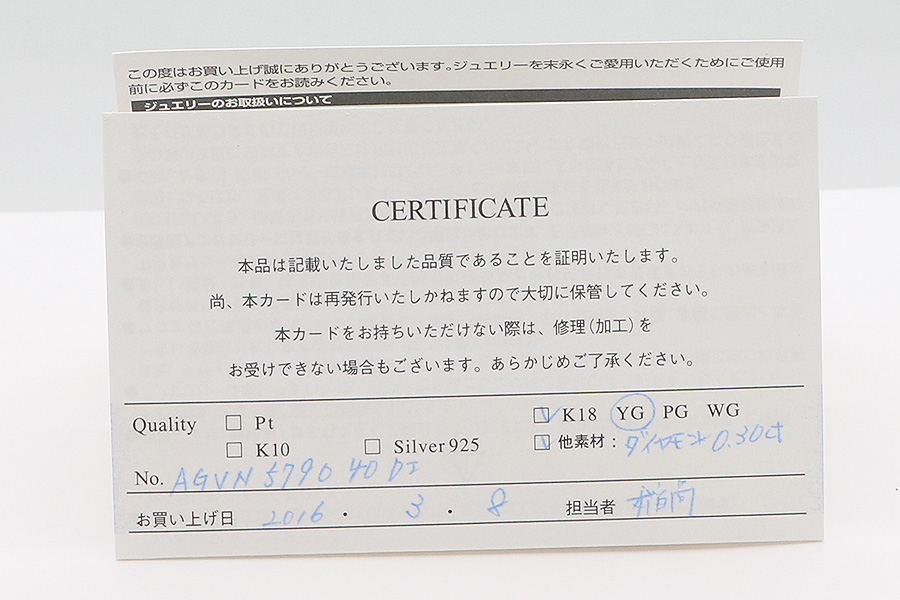 この度はお買い上げ誠にありがとうございます。ジュエリーを末永くご愛用いただくためにご使用
前に必ずこのカードをお読みください。
ジュエリーのお取扱いについて
CERTIFICATE
本品は記載いたしました品質であることを証明いたします。
尚、本カードは再発行いたしかねますので大切に保管してください。
本カードをお持ちいただけない際は、修理(加工)を
お受けできない場合もございます。あらかじめご了承ください。
Quality □ Pt ☑ K18 YG PG WG
□ K10 □ Silver925 ☑ 他素材：ダイヤモンド 0.30ct
No. AGVN 5790 40 DI
お買い上げ日 2016 ・ 3 ・ 8 担当者